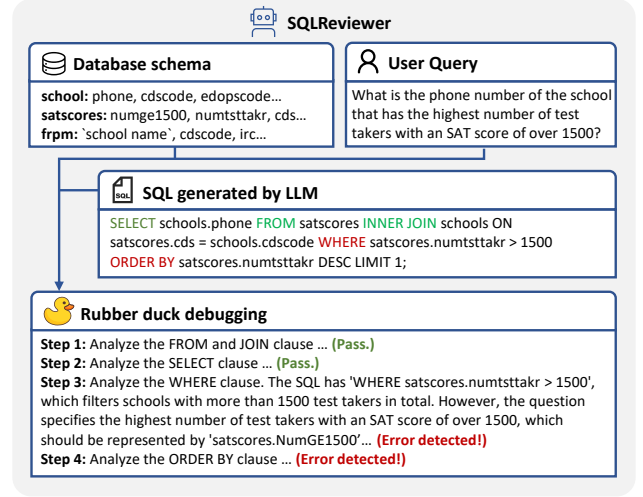 SQLReviewer
Database schema
school: phone, cdscode, edopscode…
satscores: numge1500, numtsttakr, cds…
frpm: `school name`, cdscode, irc…
User Query
What is the phone number of the school
that has the highest number of test
takers with an SAT score of over 1500?
SQL
SQL generated by LLM
SELECT schools.phone FROM satscores INNER JOIN schools ON
satscores.cds = schools.cdscode WHERE satscores.numtsttakr > 1500
ORDER BY satscores.numtsttakr DESC LIMIT 1;
Rubber duck debugging
Step 1: Analyze the FROM and JOIN clause … (Pass.)
Step 2: Analyze the SELECT clause … (Pass.)
Step 3: Analyze the WHERE clause. The SQL has 'WHERE satscores.numtsttakr > 1500',
which filters schools with more than 1500 test takers in total. However, the question
specifies the highest number of test takers with an SAT score of over 1500, which
should be represented by 'satscores.NumGE1500'… (Error detected!)
Step 4: Analyze the ORDER BY clause … (Error detected!)